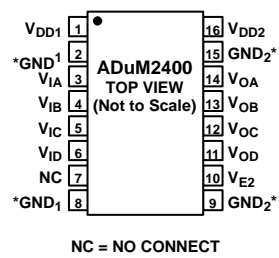 VDD1 1 16 VDD2
*GND1 2 ADuM2400 15 GND2*
VIA 3 TOP VIEW 14 VOA
VIB 4 (Not to Scale) 13 VOB
VIC 5 12 VOC
VID 6 11 VOD
NC 7 10 VE2
*GND1 8 9 GND2*
NC = NO CONNECT